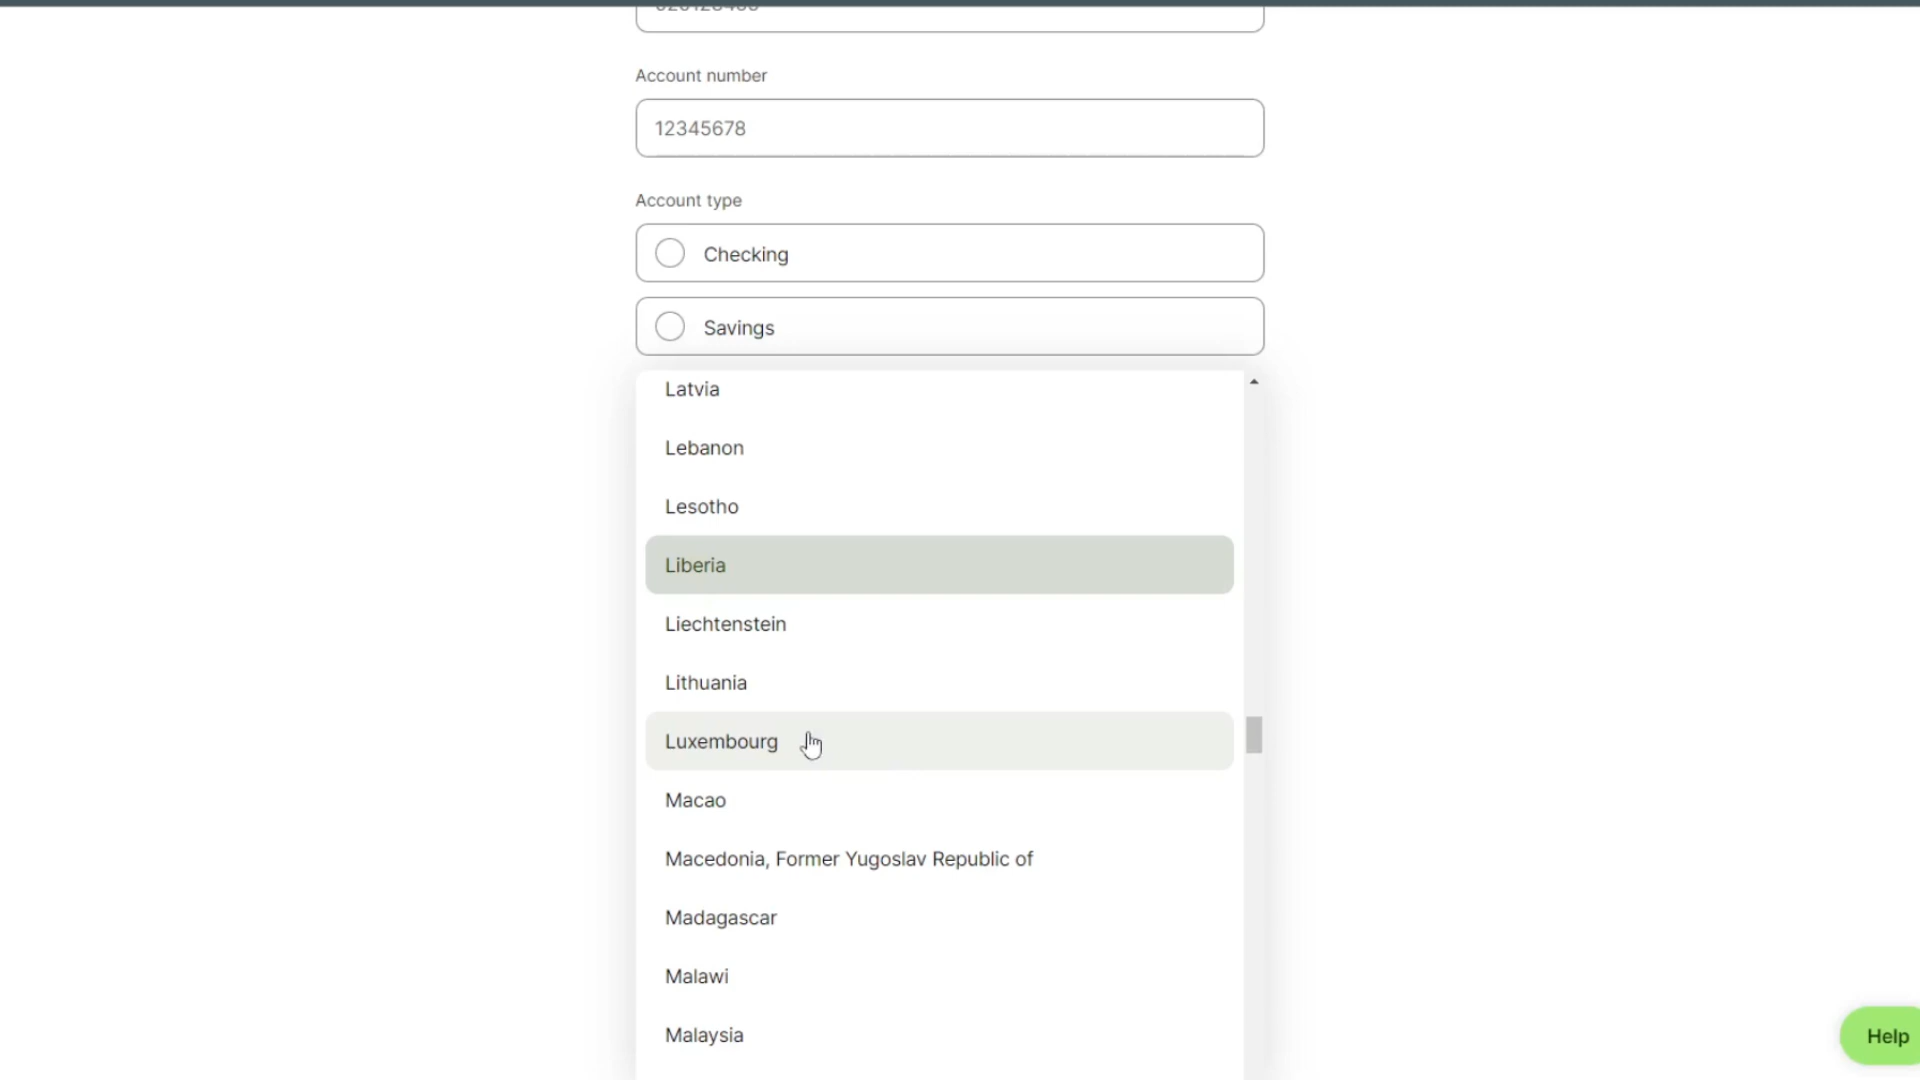 Account number
12345678
Account type
Checking
Savings
Latvia
Lebanon
Lesotho
Liberia
Liechtenstein
Lithuania
Luxembourg
Macao
Macedonia, Former Yugoslav Republic of
Madagascar
Malawi
Malaysia
Help